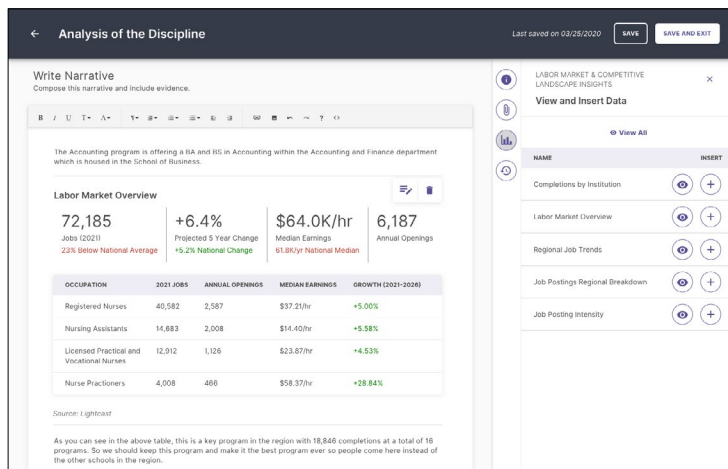 Analysis of the Discipline
Last saved on 03/25/2020
SAVE
SAVE AND EXIT
Write Narrative
Compose this narrative and include evidence.
B I U T A
The Accounting program is offering a BA and BS in Accounting within the Accounting and Finance department
which is housed in the School of Business.
Labor Market Overview
72,185
Jobs (2021)
23% Below National Average
+6.4%
Projected 5 Year Change
+5.2% National Change
$64.0K/hr
Median Earnings
61.8K/yr National Median
6,187
Annual Openings
OCCUPATION 2021 JOBS ANNUAL OPENINGS MEDIAN EARNINGS GROWTH (2021-2026)
Registered Nurses 40,582 2,587 $37.21/hr +5.00%
Nursing Assistants 14,683 2,008 $14.40/hr +5.58%
Licensed Practical and 12,912 1,126 $23.87/hr +4.53%
Vocational Nurses
Nurse Practioners 4,008 466 $58.37/hr +28.84%
Source: Lightcast
As you can see in the above table, this is a key program in the region with 18,846 completions at a total of 16
programs. So we should keep this program and make it the best program ever so people come here instead of
the other schools in the region.
LABOR MARKET & COMPETITIVE
LANDSCAPE INSIGHTS
View and Insert Data
View All
NAME INSERT
Completions by Institution
Labor Market Overview
Regional Job Trends
Job Postings Regional Breakdown
Job Posting Intensity